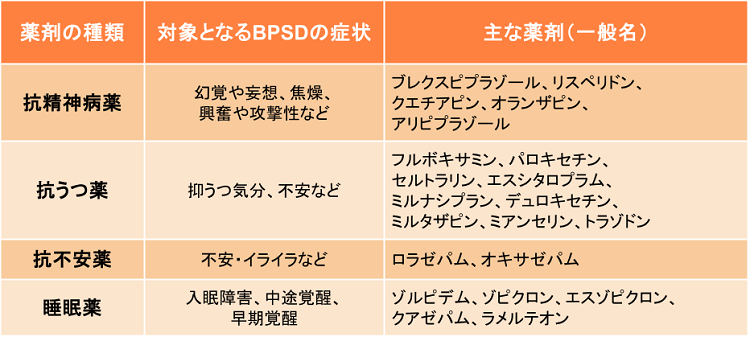 薬剤の種類
対象となるBPSDの症状
主な薬剤（一般名）
抗精神病薬
幻覚や妄想、焦燥、
興奮や攻撃性など
ブレクスピプラゾール、リスペリドン、
クエチアピン、オランザピン、
アリピプラゾール
抗うつ薬
抑うつ気分、不安など
フルボキサミン、パロキセチン、
セルトラリン、エスシタロプラム、
ミルナシプラン、デュロキセチン、
ミルタザピン、ミアンセリン、トラゾドン
抗不安薬
不安・イライラなど
ロラゼパム、オキサゼパム
睡眠薬
入眠障害、中途覚醒、
早期覚醒
ゾルピデム、ゾピクロン、エスゾピクロン、
クアゼパム、ラメルテオン